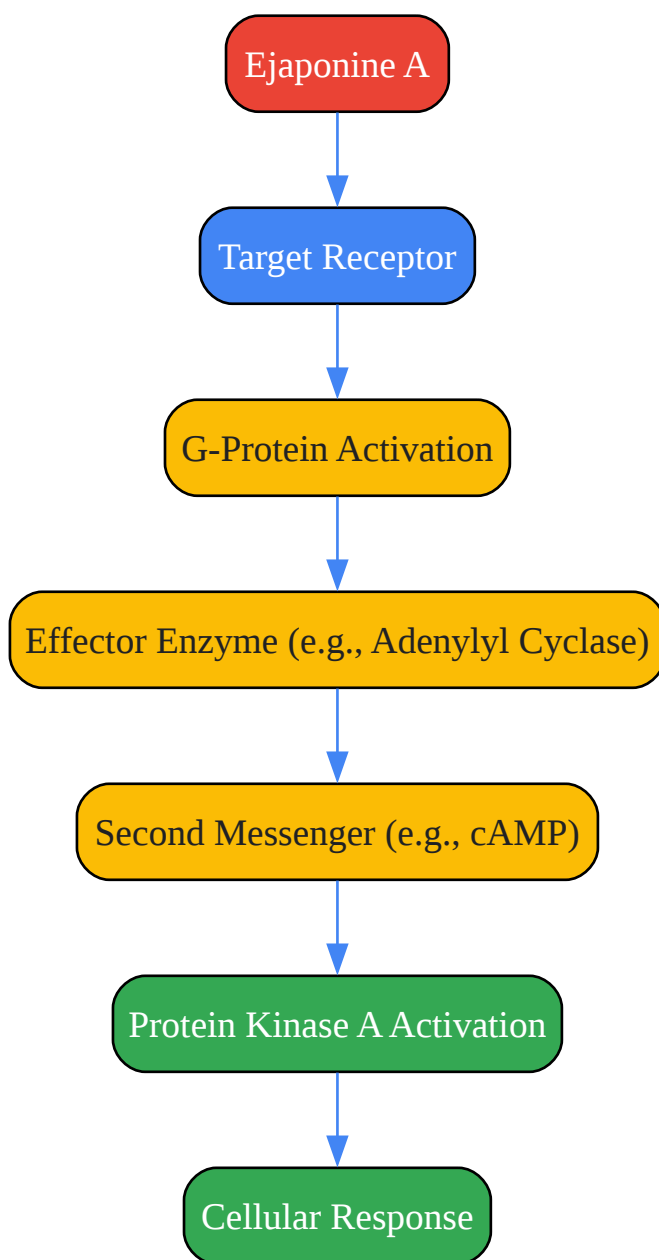 Ejaponine A
Target Receptor
G-Protein Activation
Effector Enzyme (e.g., Adenylyl Cyclase)
Second Messenger (e.g., cAMP)
Protein Kinase A Activation
Cellular Response